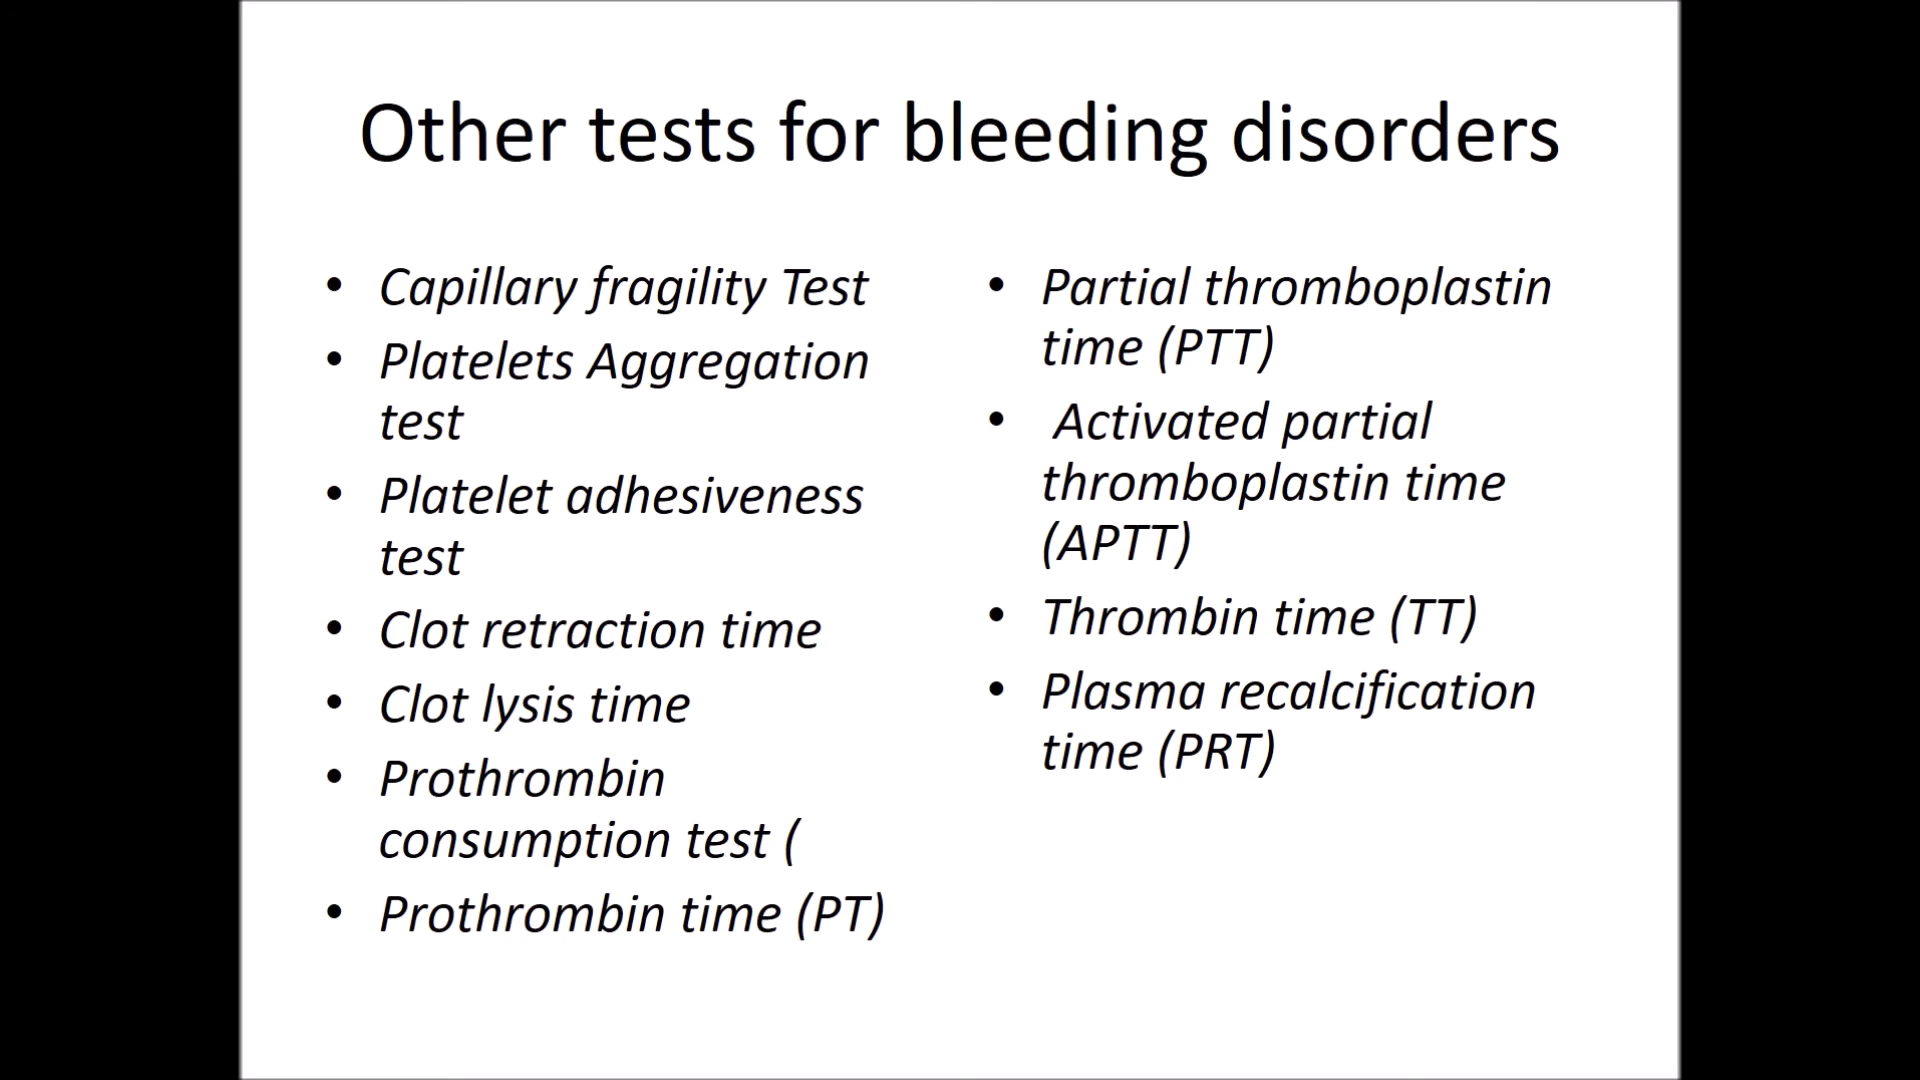 Other tests for bleeding disorders
• Capillary fragility Test
• Platelets Aggregation
test
• Platelet adhesiveness
test
• Clot retraction time
• Clot lysis time
• Prothrombin
consumption test (
• Prothrombin time (PT)
• Partial thromboplastin
time (PTT)
• Activated partial
thromboplastin time
(APTT)
• Thrombin time (TT)
• Plasma recalcification
time (PRT)